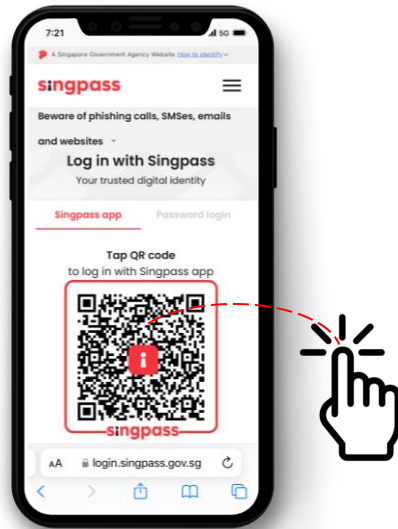 7:21
5G
A Singapore Government Agency Website How to identify
singpass
Beware of phishing calls, SMSes, emails
and websites
Log in with Singpass
Your trusted digital identity
Singpass app Password login
Tap QR code
to log in with Singpass app
singpass
AA login.singpass.gov.sg